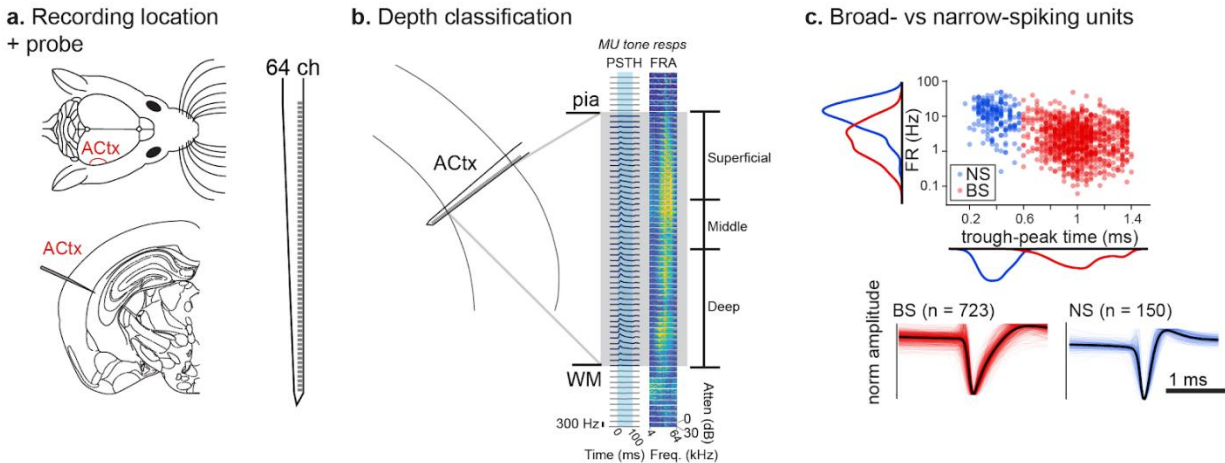 a. Recording location
+ probe
ACtx
ACtx
64 ch
b. Depth classification
MU tone resps
PSTH FRA
pia
ACtx
Superficial
Middle
Deep
WM
300 Hz
0 100
Time (ms)
4 64
Freq. (kHz)
0
30
Atten (dB)
c. Broad- vs narrow-spiking units
100
10
1
0.1
FR (Hz)
NS
BS
0.2 0.6 1 1.4
trough-peak time (ms)
norm amplitude
BS (n = 723)
NS (n = 150)
1 ms